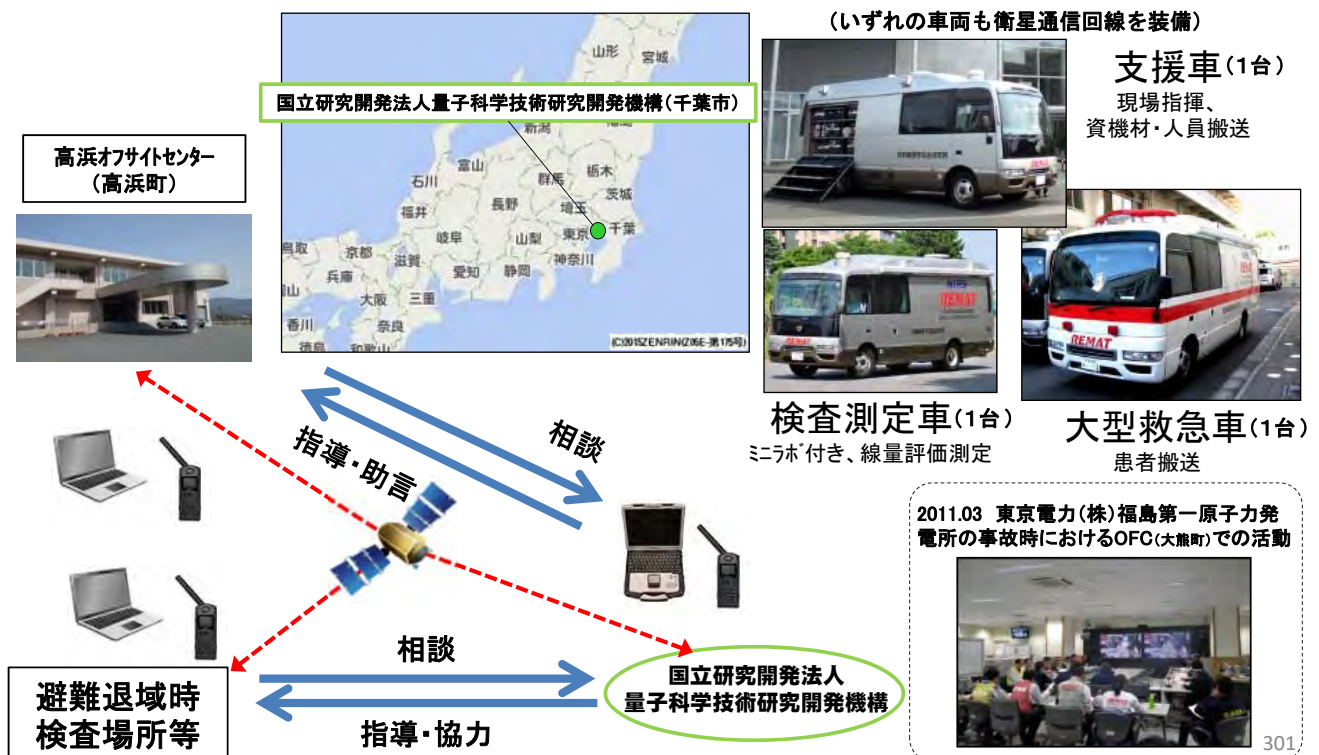 (いずれの車両も衛星通信回線を装備)
支援車(1台)
現場指揮、
資機材・人員搬送
山形
宮城
国立研究開発法人量子科学技術研究開発機構(千葉市)
新潟
福島
富山
石川
群馬
栃木
茨城
長野
埼玉
福井
岐阜
山梨
東京
千葉
鳥取
京都
滋賀
愛知
静岡
神奈川
兵庫
大阪
三重
香川
奈良
徳島
和歌山
(C)2015ZENRIN(Z05E-第175号)
高浜オフサイトセンター
(高浜町)
NIRS
REMAT
REMAT
REMAT
検査測定車(1台)
ミニラボ付き、線量評価測定
大型救急車(1台)
患者搬送
相談
指導・助言
2011.03 東京電力(株)福島第一原子力発
電所の事故時におけるOFC(大熊町)での活動
相談
指導・協力
避難退域時
検査場所等
国立研究開発法人
量子科学技術研究開発機構
301